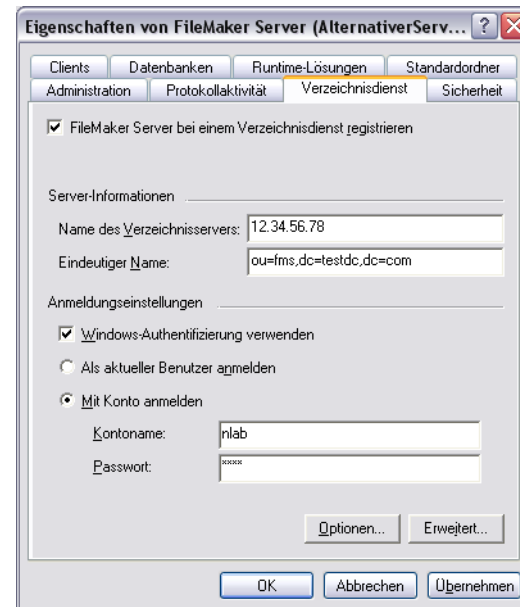 Eigenschaften von FileMaker Server (AlternativerServ...
Clients Datenbanken Runtime-Lösungen Standardordner
Administration Protokollaktivität Verzeichnisdienst Sicherheit
FileMaker Server bei einem Verzeichnisdienst registrieren
Server-Informationen
Name des Verzeichnisservers: 12.34.56.78
Eindeutiger Name: ou=fms,dc=testdc,dc=com
Anmeldungseinstellungen
Windows-Authentifizierung verwenden
Als aktueller Benutzer anmelden
Mit Konto anmelden
Kontoname: nlab
Passwort: ××××
Optionen... Erweitert...
OK Abbrechen Übernehmen